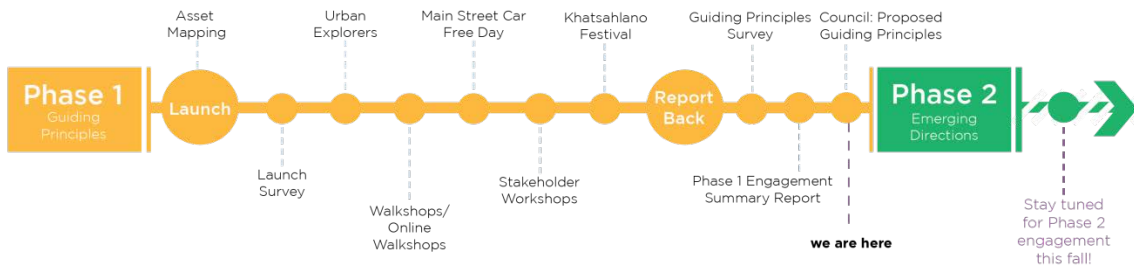 Phase 1
Guiding
Principles
Asset
Mapping
Launch
Launch
Survey
Urban
Explorers
Walkshops/
Online
Walkshops
Main Street Car
Free Day
Stakeholder
Workshops
Khatsahlano
Festival
Report
Back
Guiding Principles
Survey
Phase 1 Engagement
Summary Report
Council: Proposed
Guiding Principles
we are here
Phase 2
Emerging
Directions
Stay tuned
for Phase 2
engagement
this fall!